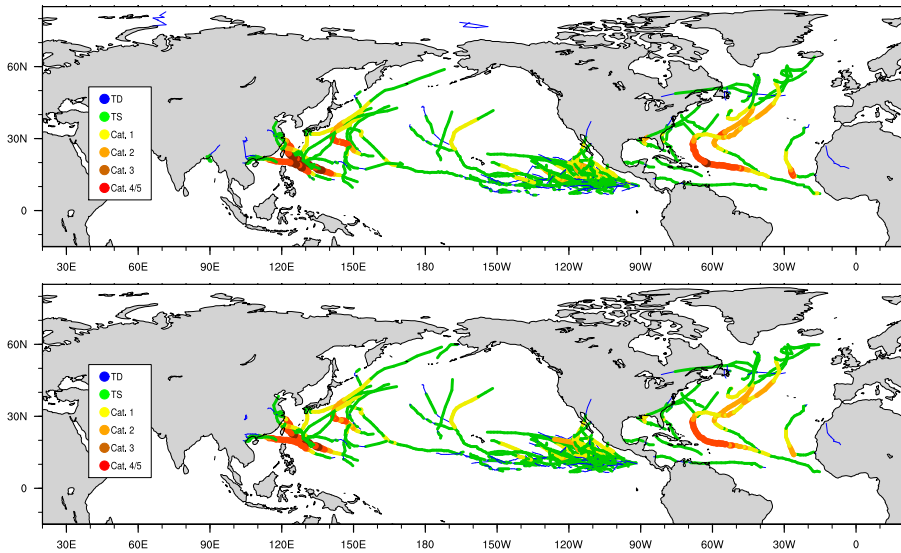 60N
30N
0
TD
TS
Cat. 1
Cat. 2
Cat. 3
Cat. 4/5
30E 60E 90E 120E 150E 180 150W 120W 90W 60W 30W 0
60N
30N
0
TD
TS
Cat. 1
Cat. 2
Cat. 3
Cat. 4/5
30E 60E 90E 120E 150E 180 150W 120W 90W 60W 30W 0